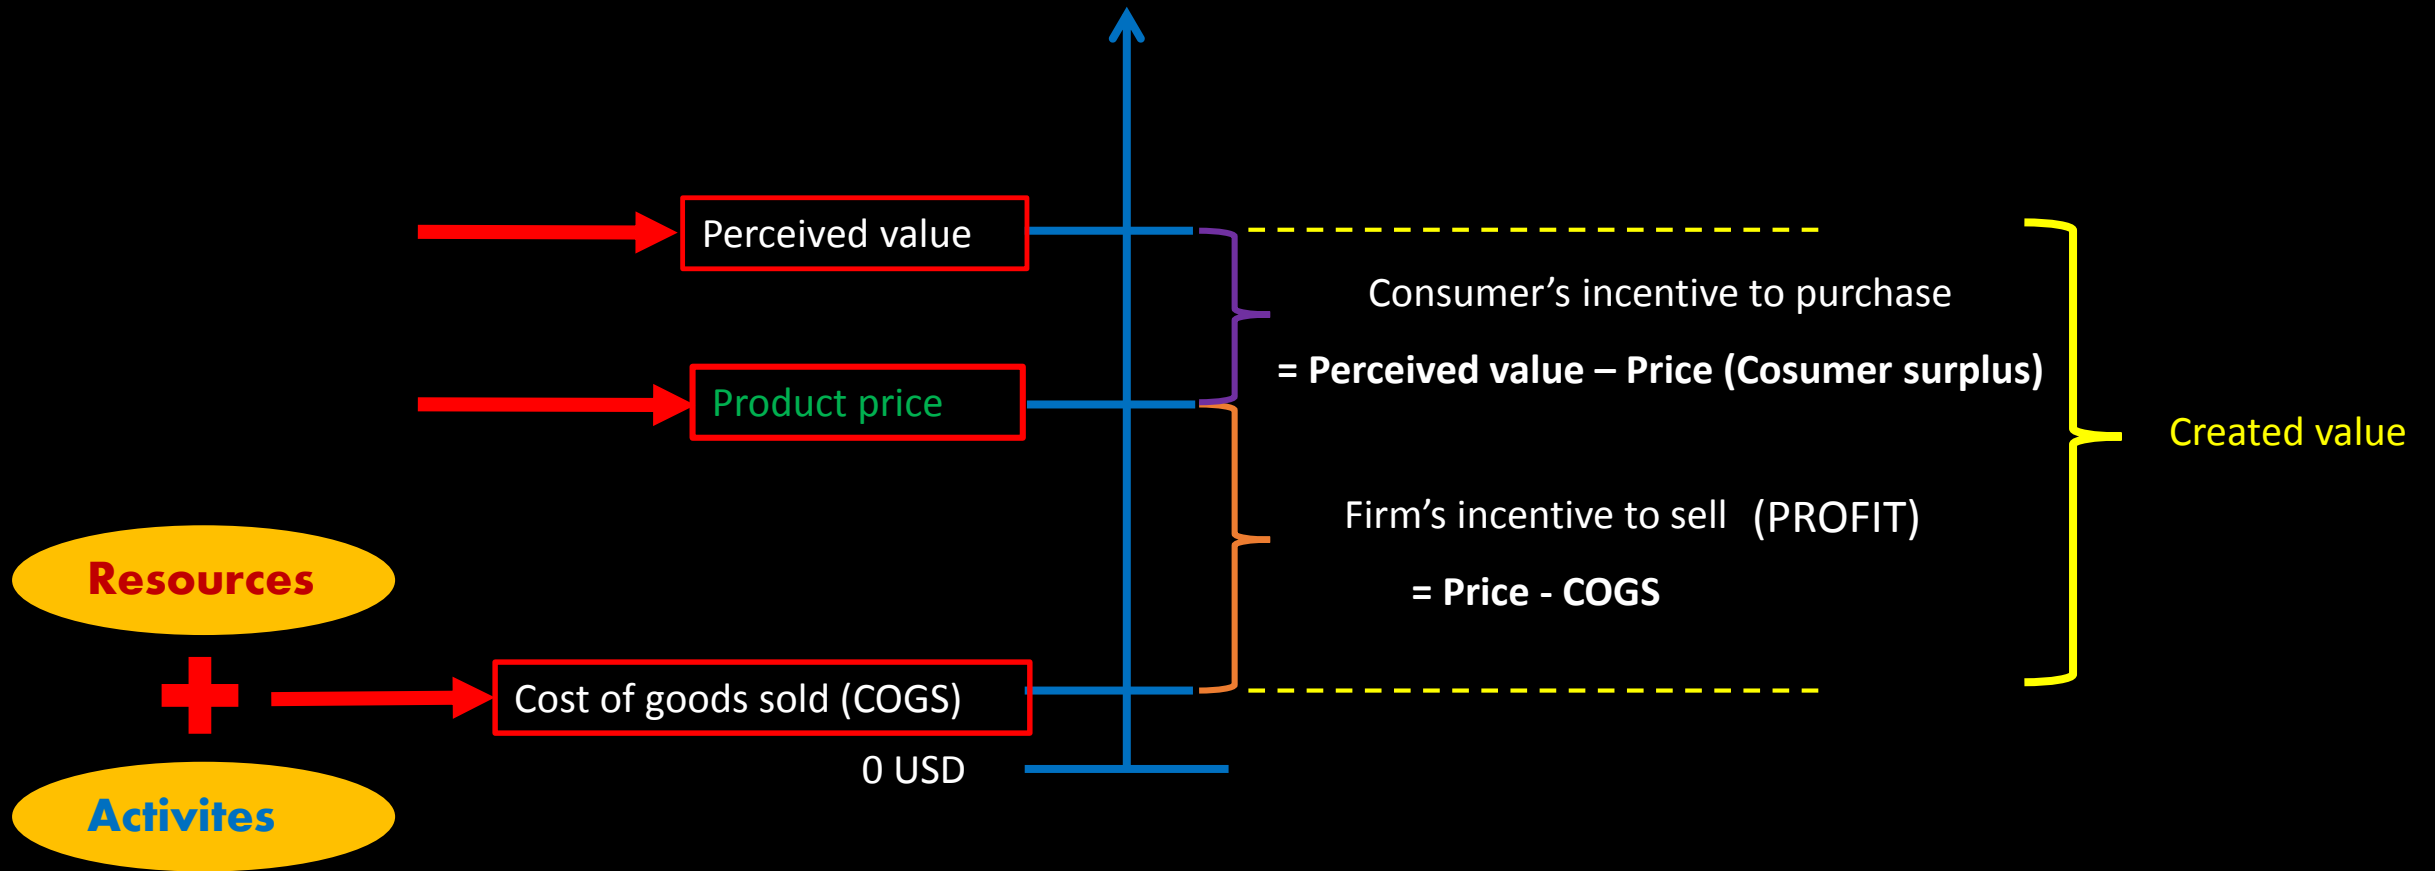 Perceived value
Consumer’s incentive to purchase
= Perceived value – Price (Cosumer surplus)
Product price
Created value
Firm’s incentive to sell (PROFIT)
= Price - COGS
Resources
Cost of goods sold (COGS)
0 USD
Activites